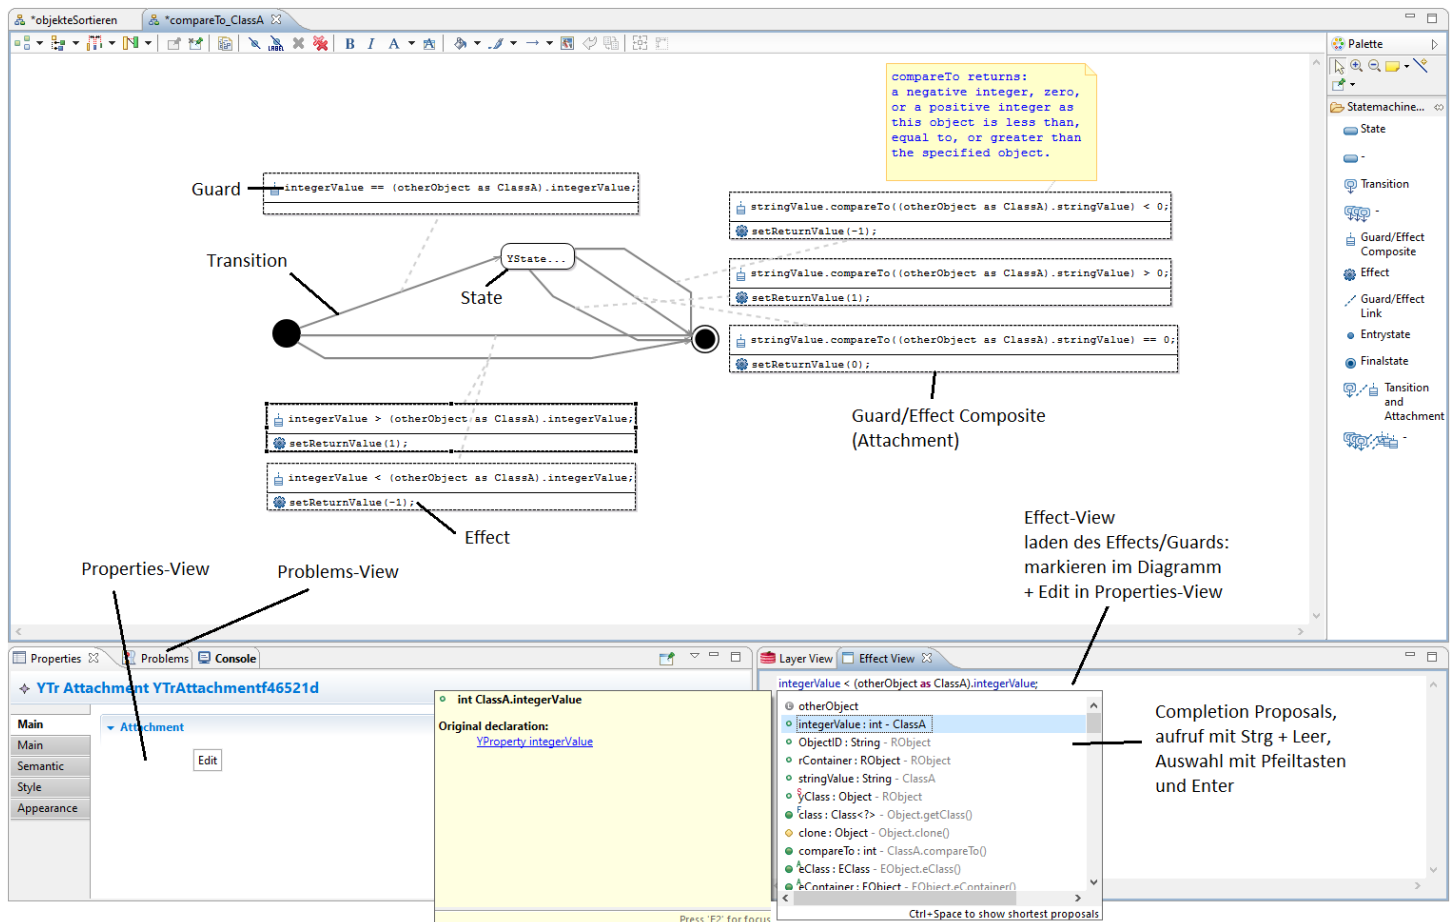 *objekteSortieren
*compareTo_ClassA
LABEL
B I A
Palette
Statemachine...
State
-
Transition
-
Guard/Effect
Composite
Effect
Guard/Effect
Link
Entrystate
Finalstate
Tansition
and
Attachment
-
compareTo returns:
a negative integer, zero,
or a positive integer as
this object is less than,
equal to, or greater than
the specified object.
Guard
integerValue == (otherObject as ClassA).integerValue;
stringValue.compareTo((otherObject as ClassA).stringValue) < 0;
setReturnValue(-1);
Transition
YState...
State
stringValue.compareTo((otherObject as ClassA).stringValue) > 0;
setReturnValue(1);
stringValue.compareTo((otherObject as ClassA).stringValue) == 0;
setReturnValue(0);
Guard/Effect Composite
(Attachment)
integerValue > (otherObject as ClassA).integerValue;
setReturnValue(1);
integerValue < (otherObject as ClassA).integerValue;
setReturnValue(-1);
Effect
Effect-View
laden des Effects/Guards:
markieren im Diagramm
+ Edit in Properties-View
Properties-View
Problems-View
Properties
Problems
Console
YTr Attachment YTrAttachmentf46521d
Main
Main
Semantic
Style
Appearance
Attachment
Edit
int ClassA.integerValue
Original declaration:
YProperty integerValue
Press 'F2' for focus
Layer View
Effect View
integerValue < (otherObject as ClassA).integerValue;
otherObject
integerValue : int - ClassA
ObjectID : String - RObject
rContainer : RObject - RObject
stringValue : String - ClassA
yClass : Object - RObject
class : Class<?> - Object.getClass()
clone : Object - Object.clone()
compareTo : int - ClassA.compareTo()
eClass : EClass - EObject.eClass()
eContainer : EObject - EObject.eContainer()
Ctrl+Space to show shortest proposals
Completion Proposals,
aufruf mit Strg + Leer,
Auswahl mit Pfeiltasten
und Enter